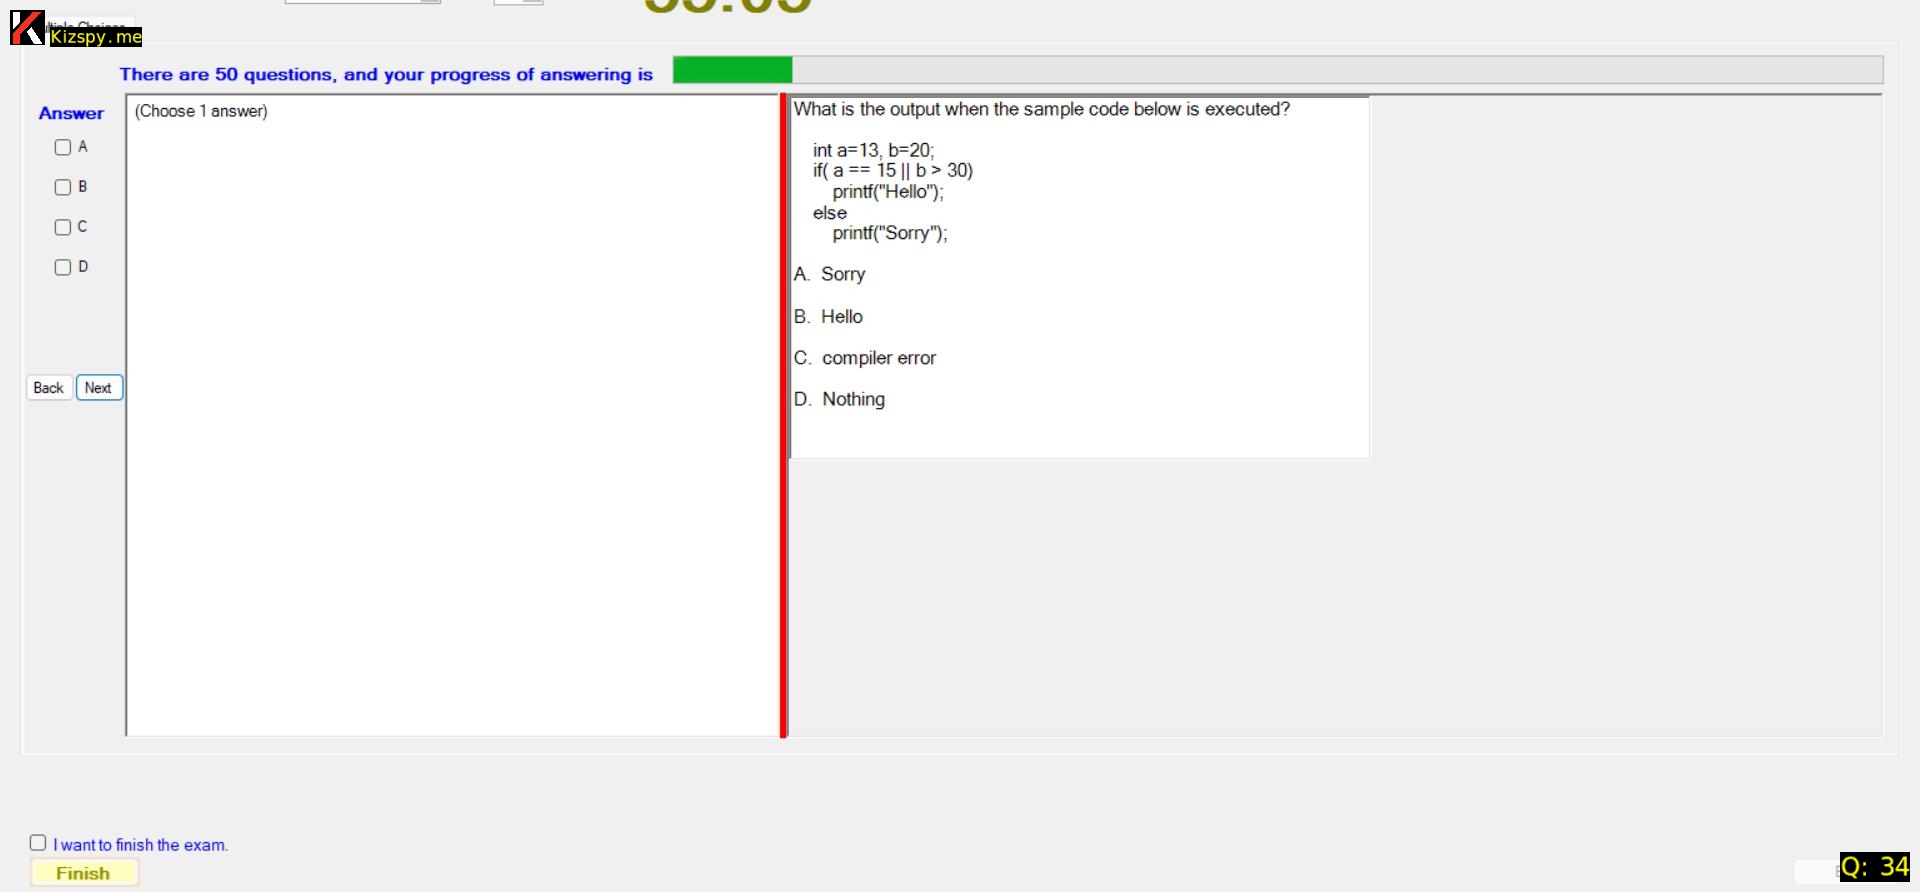 Kizspy.me
There are 50 questions, and your progress of answering is
Answer
(Choose 1 answer)
A
B
C
D
Back
Next
What is the output when the sample code below is executed?
int a=13, b=20;
if( a == 15 || b > 30)
printf("Hello");
else
printf("Sorry");
A. Sorry
B. Hello
C. compiler error
D. Nothing
I want to finish the exam.
Finish
Q: 34